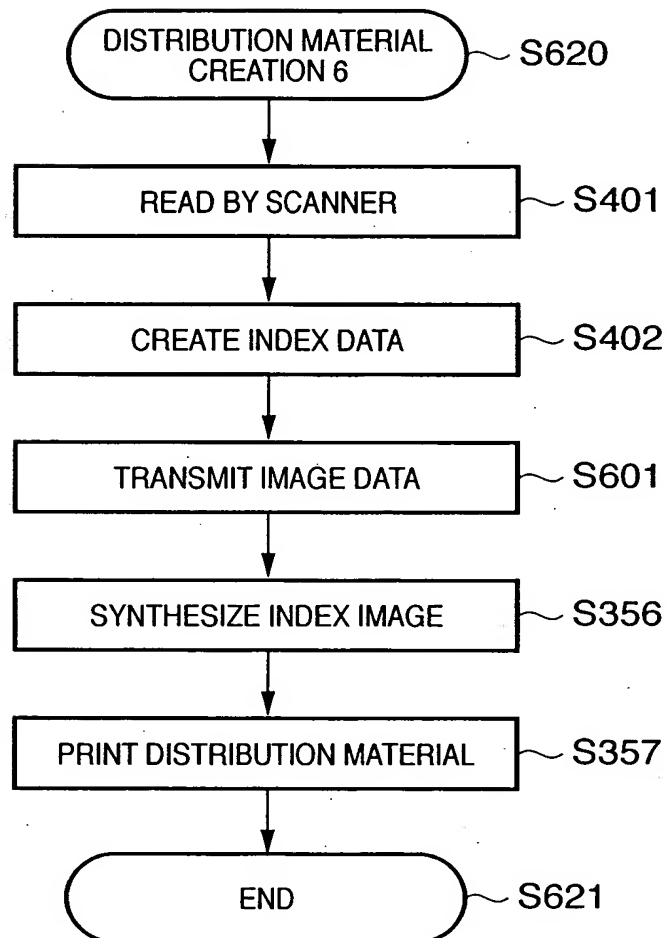 DISTRIBUTION MATERIAL
CREATION 6
S620
READ BY SCANNER
S401
CREATE INDEX DATA
S402
TRANSMIT IMAGE DATA
S601
SYNTHESIZE INDEX IMAGE
S356
PRINT DISTRIBUTION MATERIAL
S357
END
S621